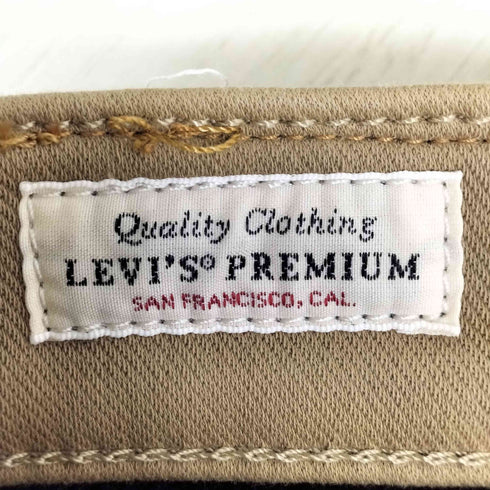 Quality Clothing
LEVI'S® PREMIUM
SAN FRANCISCO, CAL.